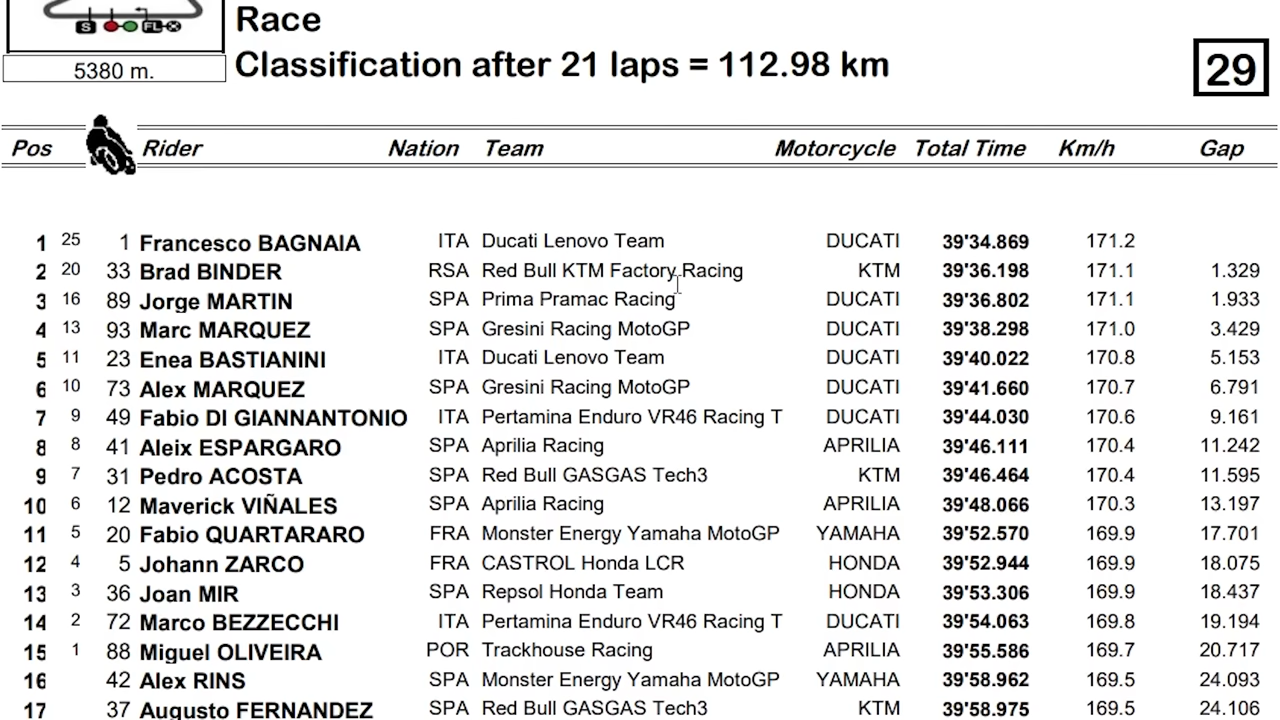 Race
S FL
5380 m.
Classification after 21 laps = 112.98 km
29
Pos Rider Nation Team Motorcycle Total Time Km/h Gap
1 25 1 Francesco BAGNAIA ITA Ducati Lenovo Team DUCATI 39'34.869 171.2
2 20 33 Brad BINDER RSA Red Bull KTM Factory Racing KTM 39'36.198 171.1 1.329
3 16 89 Jorge MARTIN SPA Prima Pramac Racing DUCATI 39'36.802 171.1 1.933
4 13 93 Marc MARQUEZ SPA Gresini Racing MotoGP DUCATI 39'38.298 171.0 3.429
5 11 23 Enea BASTIANINI ITA Ducati Lenovo Team DUCATI 39'40.022 170.8 5.153
6 10 73 Alex MARQUEZ SPA Gresini Racing MotoGP DUCATI 39'41.660 170.7 6.791
7 9 49 Fabio DI GIANNANTONIO ITA Pertamina Enduro VR46 Racing T DUCATI 39'44.030 170.6 9.161
8 8 41 Aleix ESPARGARO SPA Aprilia Racing APRILIA 39'46.111 170.4 11.242
9 7 31 Pedro ACOSTA SPA Red Bull GASGAS Tech3 KTM 39'46.464 170.4 11.595
10 6 12 Maverick VIÑALES SPA Aprilia Racing APRILIA 39'48.066 170.3 13.197
11 5 20 Fabio QUARTARARO FRA Monster Energy Yamaha MotoGP YAMAHA 39'52.570 169.9 17.701
12 4 5 Johann ZARCO FRA CASTROL Honda LCR HONDA 39'52.944 169.9 18.075
13 3 36 Joan MIR SPA Repsol Honda Team HONDA 39'53.306 169.9 18.437
14 2 72 Marco BEZZECCHI ITA Pertamina Enduro VR46 Racing T DUCATI 39'54.063 169.8 19.194
15 1 88 Miguel OLIVEIRA POR Trackhouse Racing APRILIA 39'55.586 169.7 20.717
16 42 Alex RINS SPA Monster Energy Yamaha MotoGP YAMAHA 39'58.962 169.5 24.093
17 37 Augusto FERNANDEZ SPA Red Bull GASGAS Tech3 KTM 39'58.975 169.5 24.106